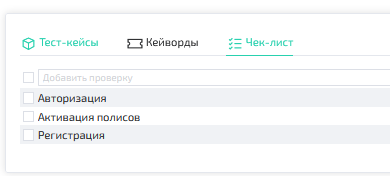 Тест-кейсы Кейворды Чек-лист
Добавить проверку
Авторизация
Активация полисов
Регистрация